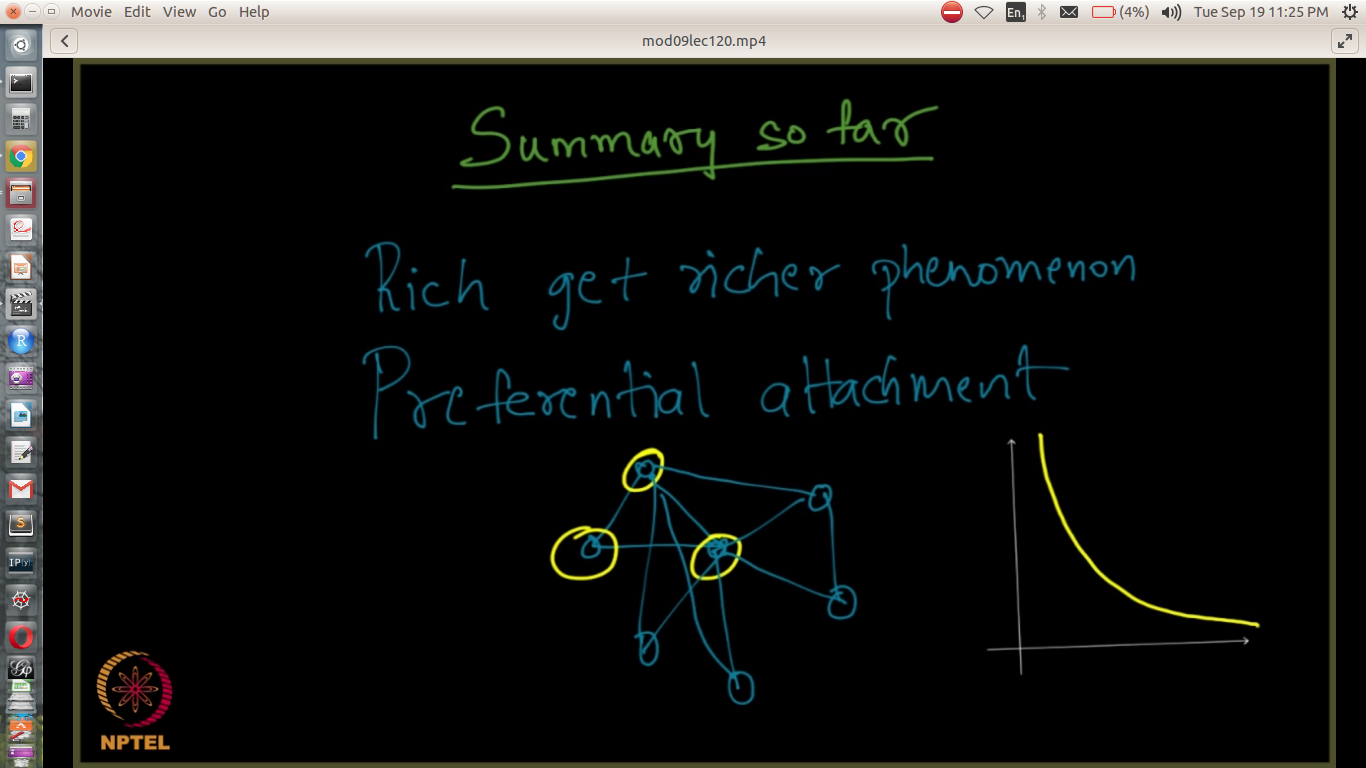 Movie Edit View Go Help En1 (4%) Tue Sep 19 11:25 PM
mod09lec120.mp4
Summary so far
Rich get richer phenomenon
Preferential attachment
NPTEL